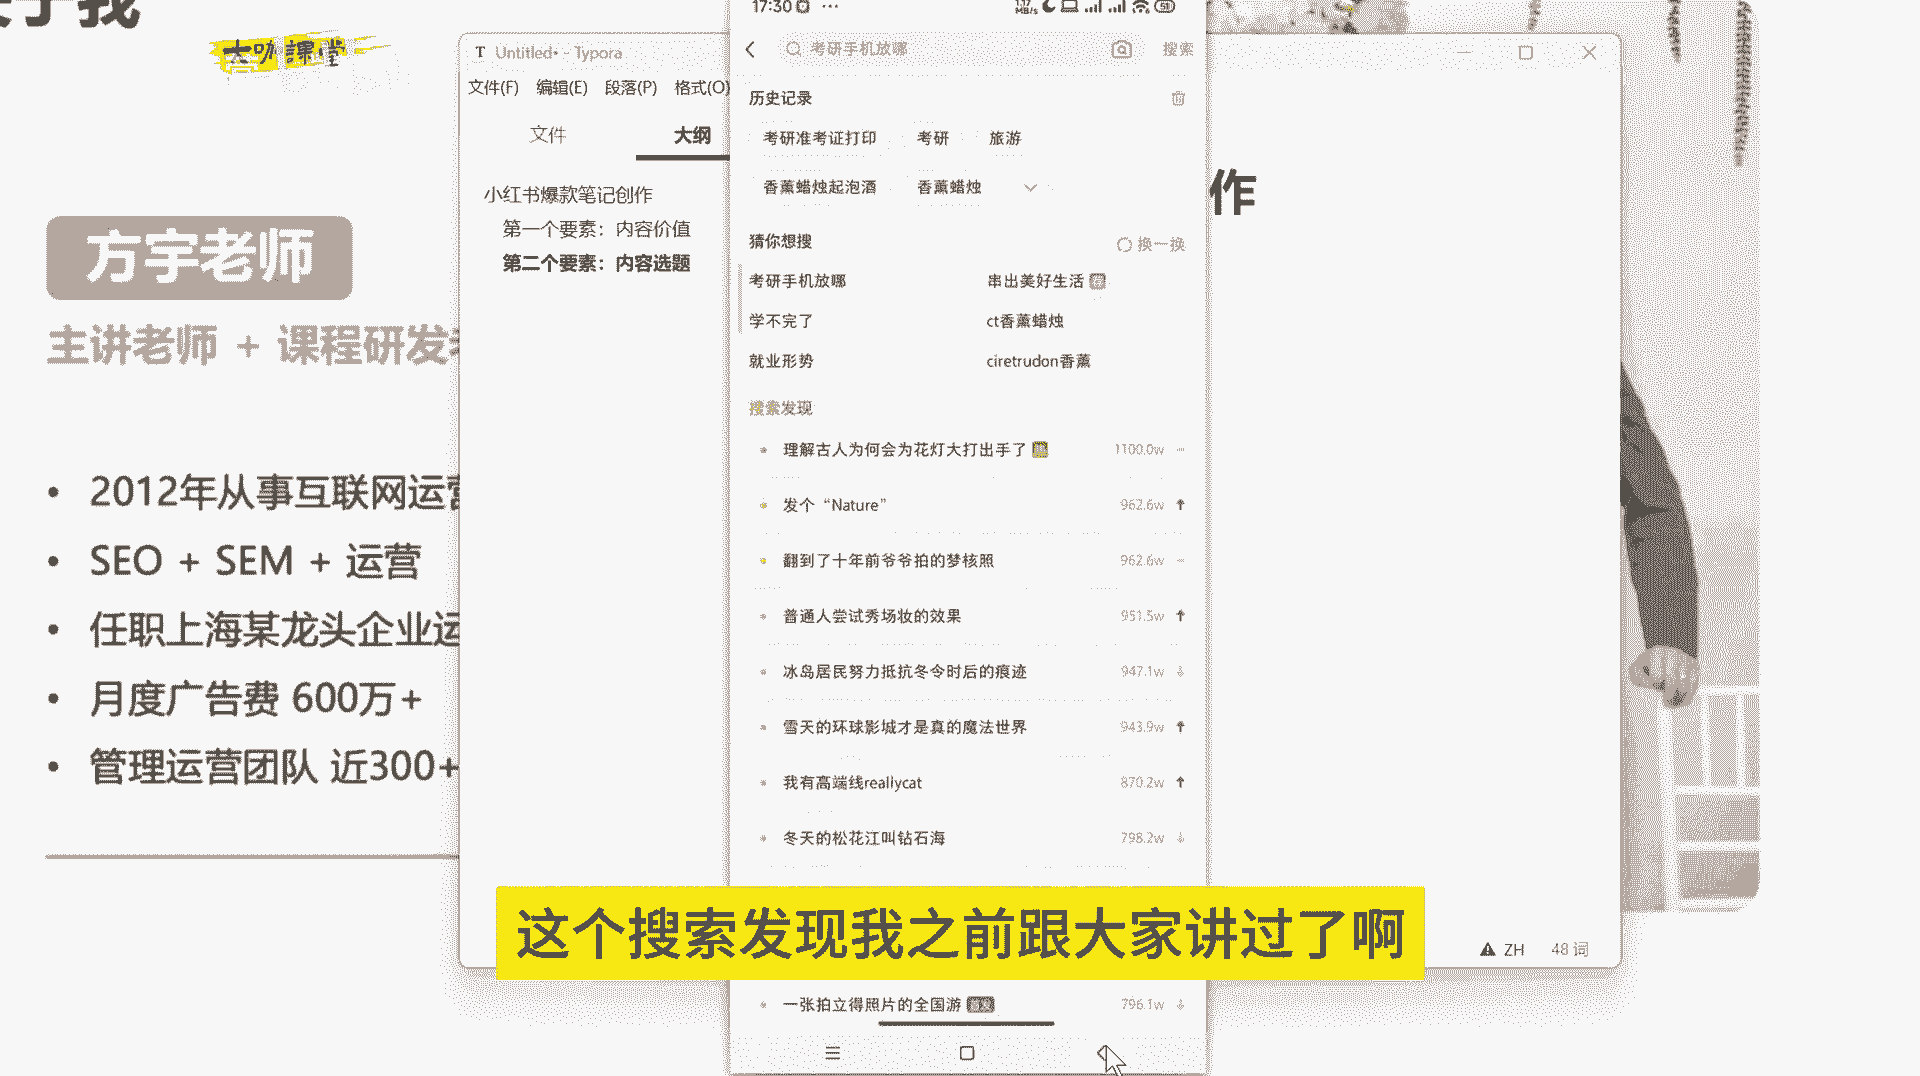 大咖課堂
方宇老师
主讲老师 + 课程研发
2012年从事互联网运营
SEO + SEM + 运营
任职上海某龙头企业运
月度广告费 600万+
管理运营团队 近300+
Untitled• - Typora
文件(F) 编辑(E) 段落(P) 格式(O)
文件 大纲
小红书爆款笔记创作
第一个要素：内容价值
第二个要素：内容选题
17:30
考研手机放哪 搜索
历史记录
考研准考证打印 考研 旅游
香薰蜡烛起泡酒 香薰蜡烛
猜你想搜 换一换
考研手机放哪 串出美好生活
学不完了 ct香薰蜡烛
就业形势 ciretrudon香薰
搜索发现
理解古人为何会为花灯大打出手了 1100.0w
发个“Nature” 962.6w
翻到了十年前爷爷拍的梦核照 962.6w
普通人尝试秀场妆的效果 951.5w
冰岛居民努力抵抗冬令时后的痕迹 947.1w
雪天的环球影城才是真的魔法世界 943.9w
我有高端线reallycat 870.2w
冬天的松花江叫钻石海 798.2w
这个搜索发现我之前跟大家讲过了啊
一张拍立得照片的全国游 796.1w
作
ZH 48 词